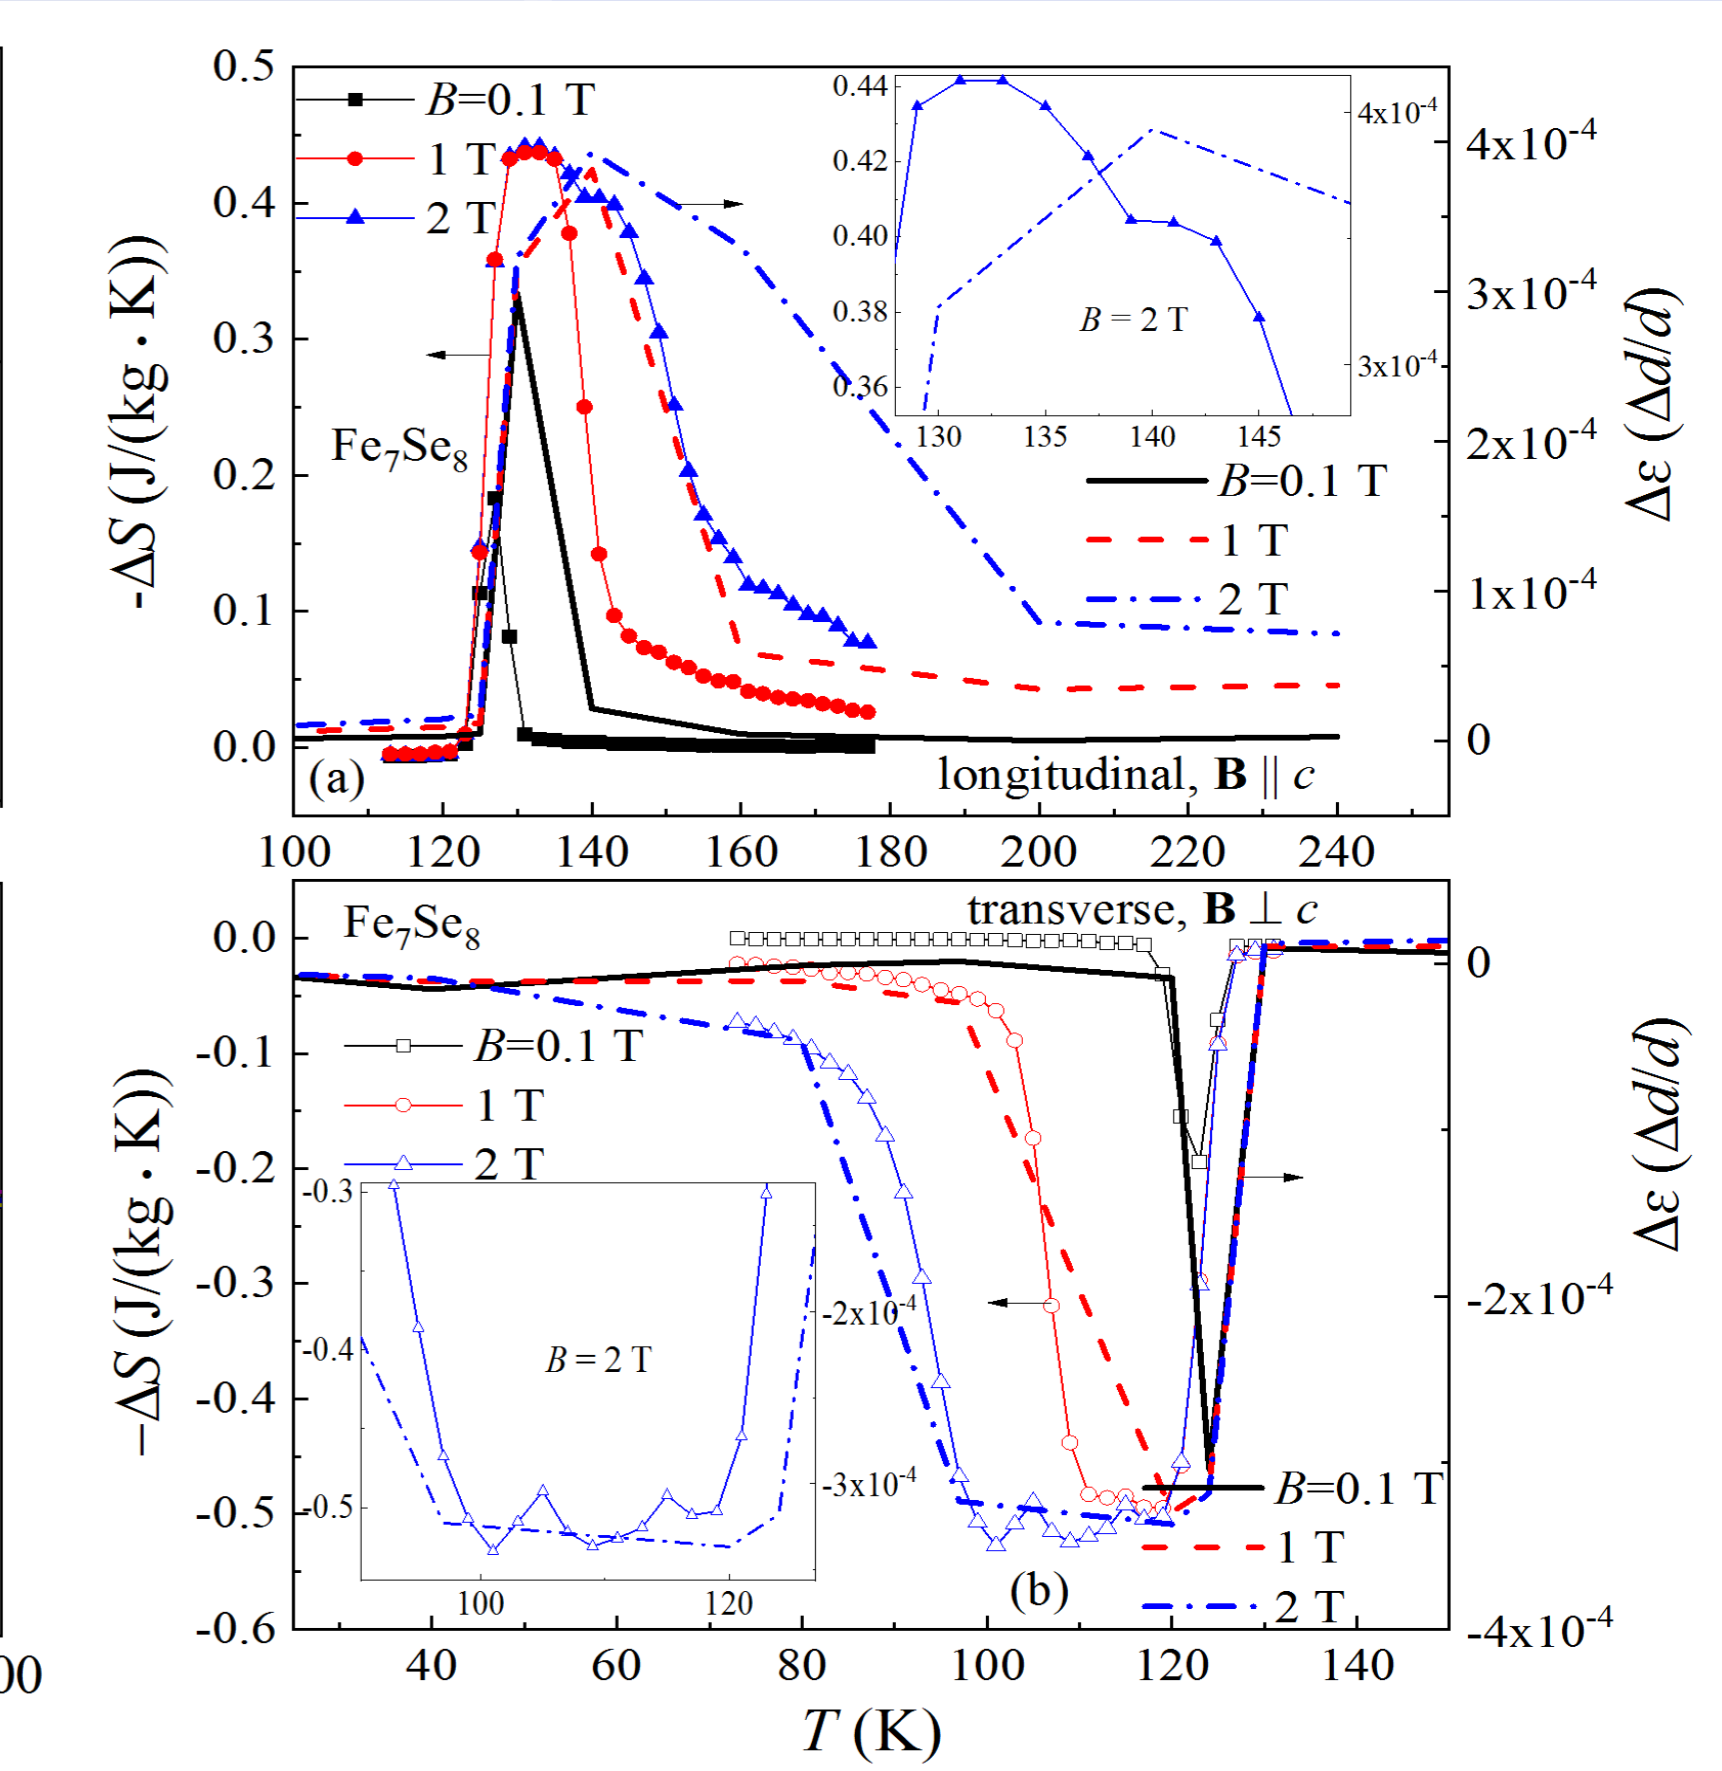 0.5
0.4
0.3
0.2
0.1
0.0
-ΔS (J/(kg · K))
B=0.1 T
1 T
2 T
Fe₇Se₈
0.44
0.42
0.40
0.38
0.36
4x10⁻⁴
3x10⁻⁴
B = 2 T
130 135 140 145
4x10⁻⁴
3x10⁻⁴
2x10⁻⁴
1x10⁻⁴
0
Δε (Δd/d)
B=0.1 T
1 T
2 T
(a)
longitudinal, B || c
100 120 140 160 180 200 220 240
Fe₇Se₈
transverse, B ⊥ c
0.0
-0.1
-0.2
-0.3
-0.4
-0.5
-0.6
−ΔS (J/(kg · K))
B=0.1 T
1 T
2 T
-0.3
-0.4
-0.5
B = 2 T
-2x10⁻⁴
-3x10⁻⁴
100 120
0
-2x10⁻⁴
-4x10⁻⁴
Δε (Δd/d)
B=0.1 T
1 T
2 T
(b)
00
40 60 80 100 120 140
T (K)